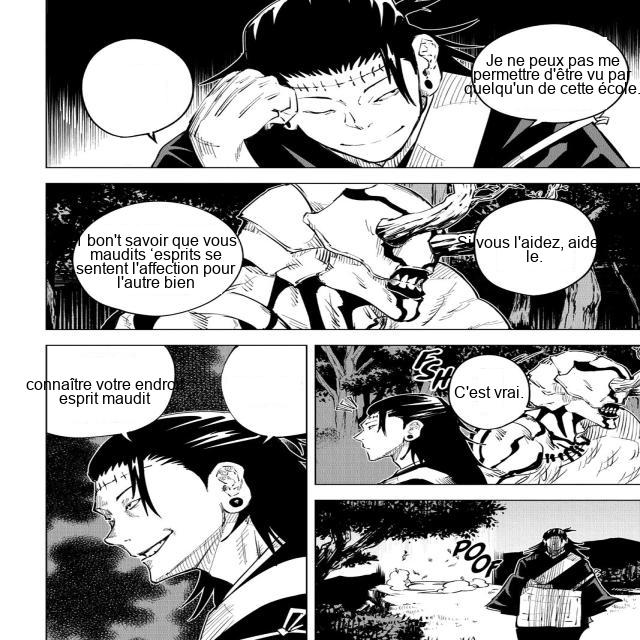 Je ne peux pas me
permettre d'être vu par
quelqu'un de cette école.
I bon't savoir que vous
maudits ‘esprits se
sentent l'affection pour
l'autre bien
Si vous l'aidez, aide
le.
connaître votre endroi
esprit maudit
FSH
C'est vrai.
POOF